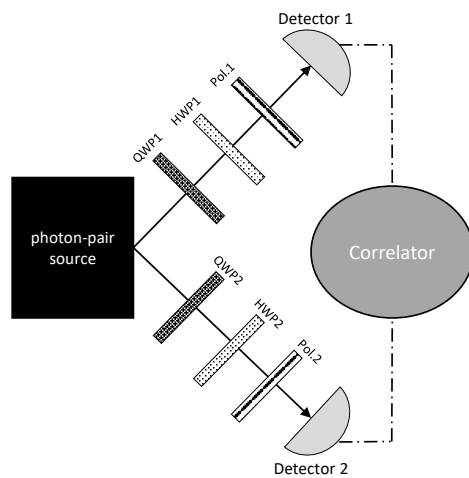 Detector 1
Pol.1
HWP1
QWP1
photon-pair
source
Correlator
QWP2
HWP2
Pol.2
Detector 2